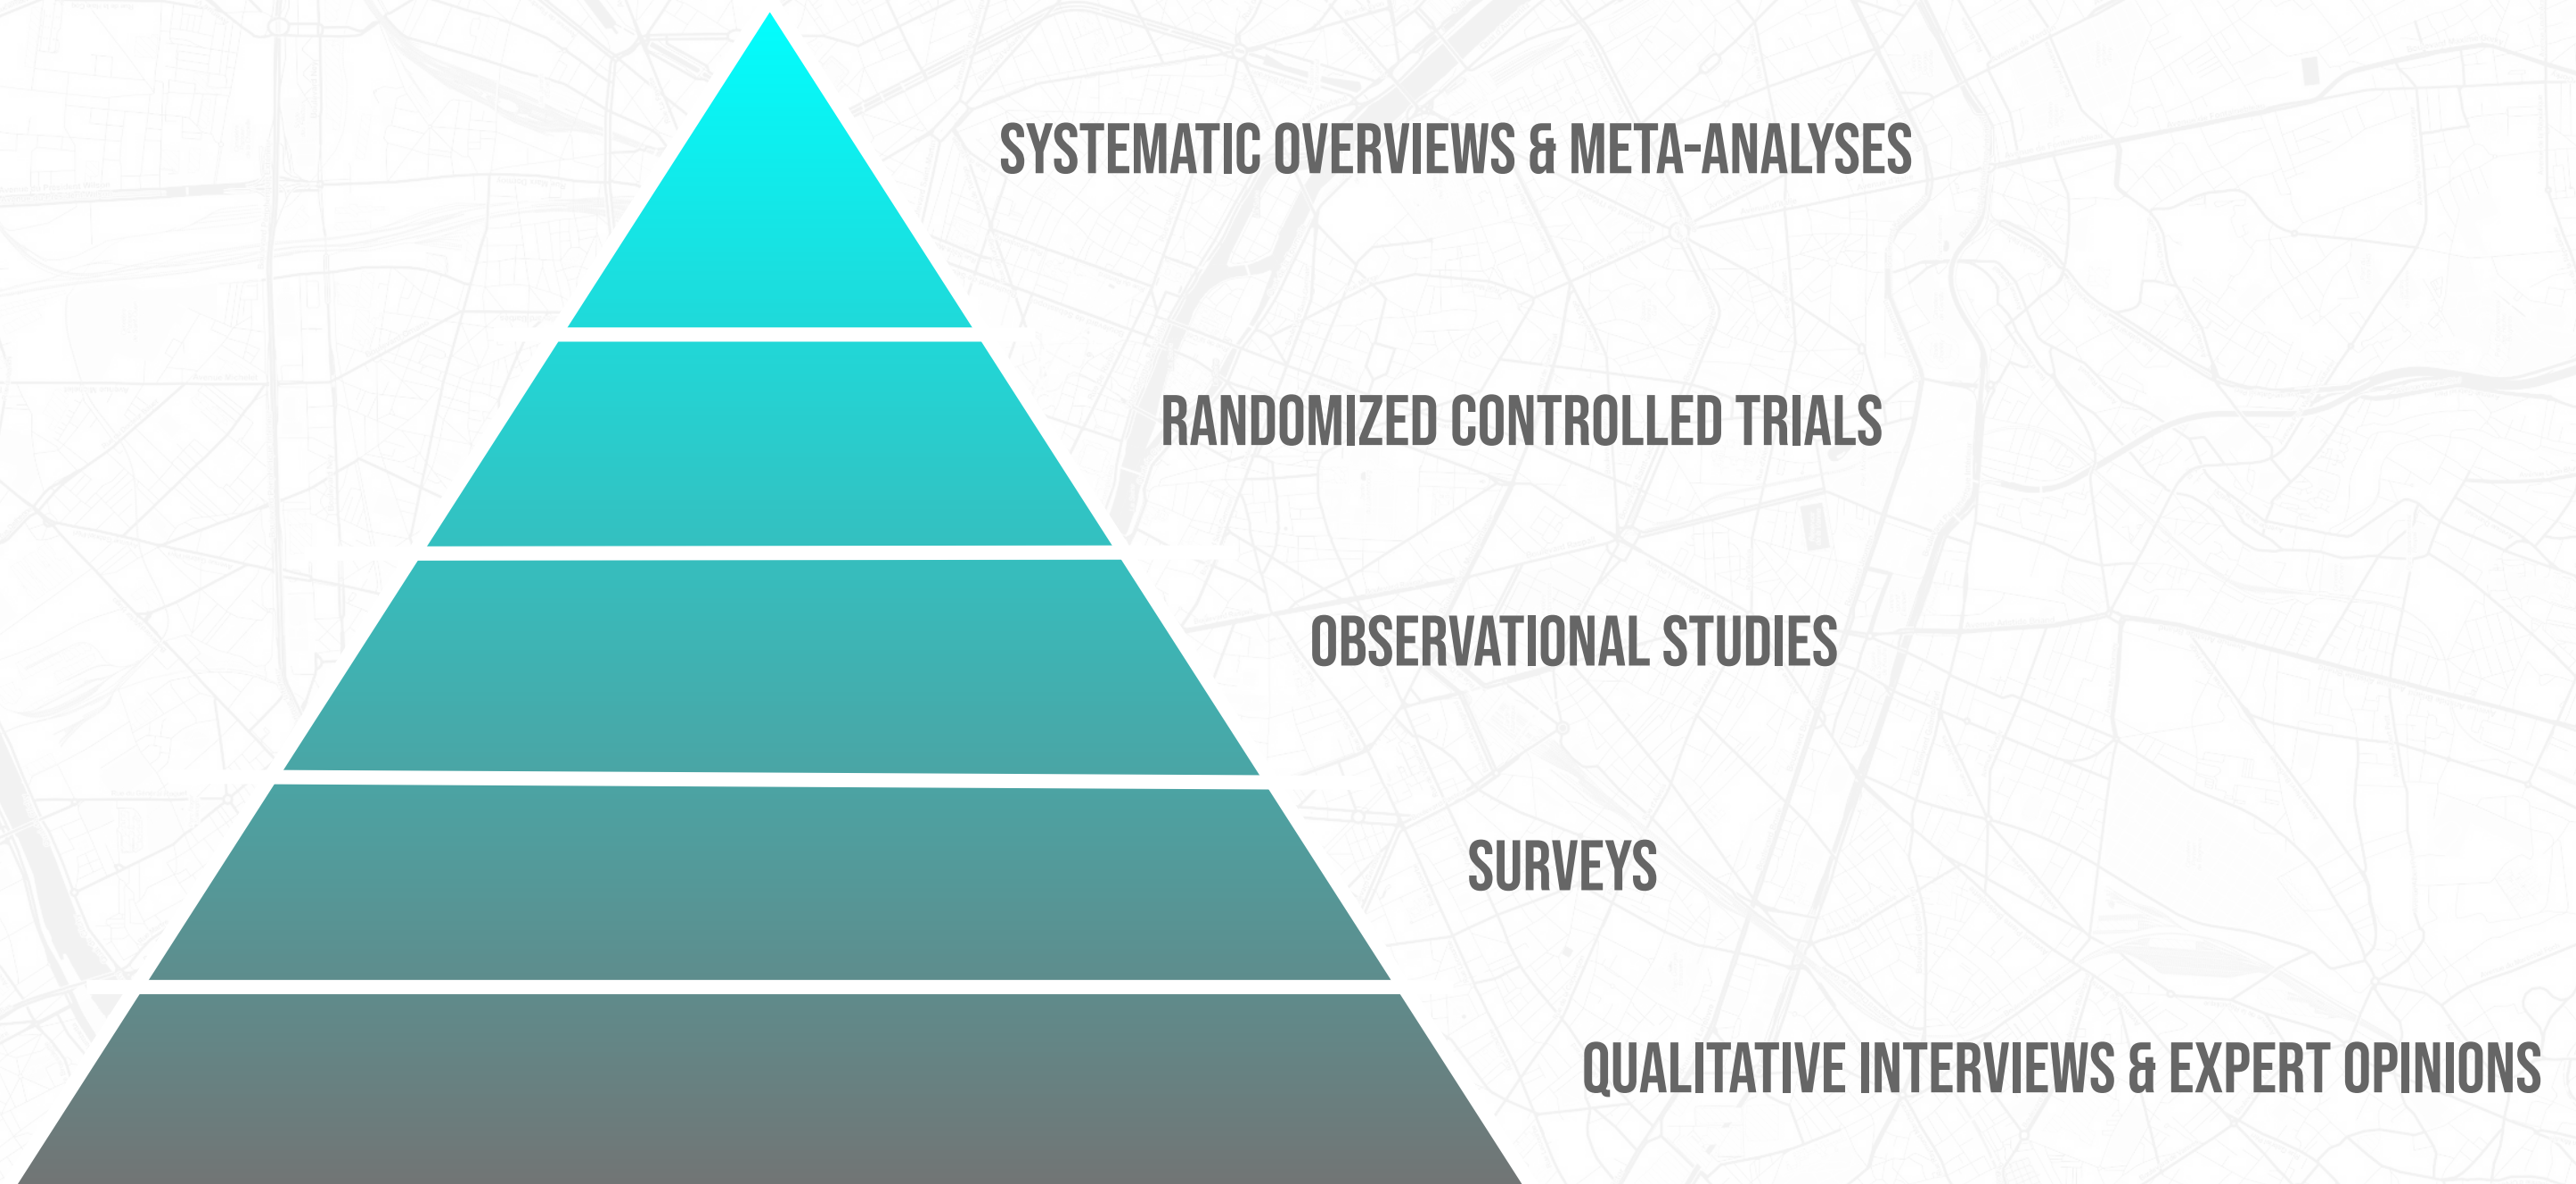 SYSTEMATIC OVERVIEWS & META-ANALYSES
RANDOMIZED CONTROLLED TRIALS
OBSERVATIONAL STUDIES
SURVEYS
QUALITATIVE INTERVIEWS & EXPERT OPINIONS